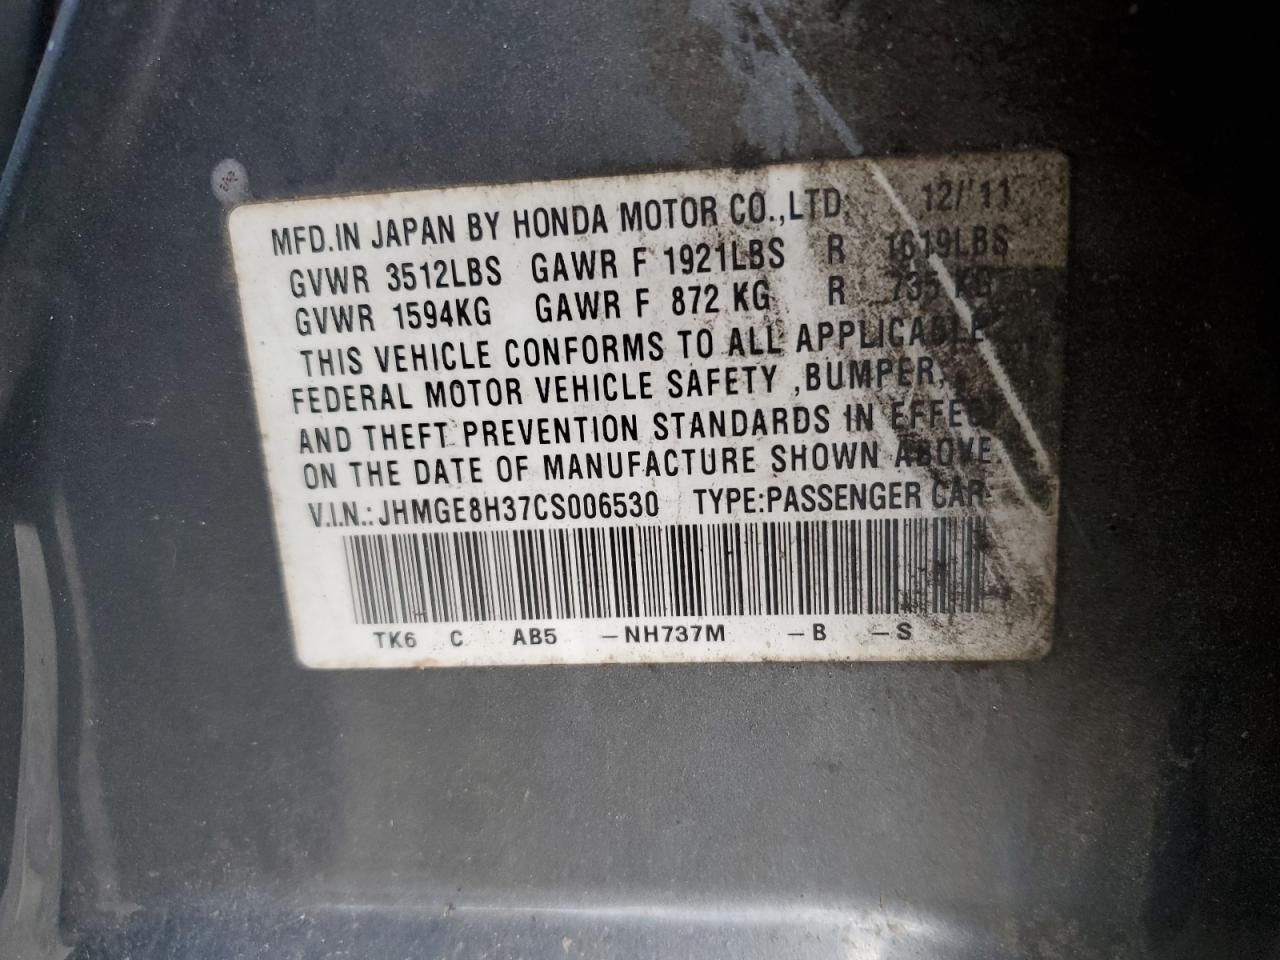 MFD.IN JAPAN BY HONDA MOTOR CO.,LTD. 12/'11
GVWR 3512LBS GAWR F 1921LBS R 1619LBS
GVWR 1594KG GAWR F 872 KG R 735 KG
THIS VEHICLE CONFORMS TO ALL APPLICABLE
FEDERAL MOTOR VEHICLE SAFETY ,BUMPER,
AND THEFT PREVENTION STANDARDS IN EFFECT
ON THE DATE OF MANUFACTURE SHOWN ABOVE.
V.I.N.: JHMGE8H37CS006530 TYPE:PASSENGER CAR
TK6 C AB5 -NH737M -B -S